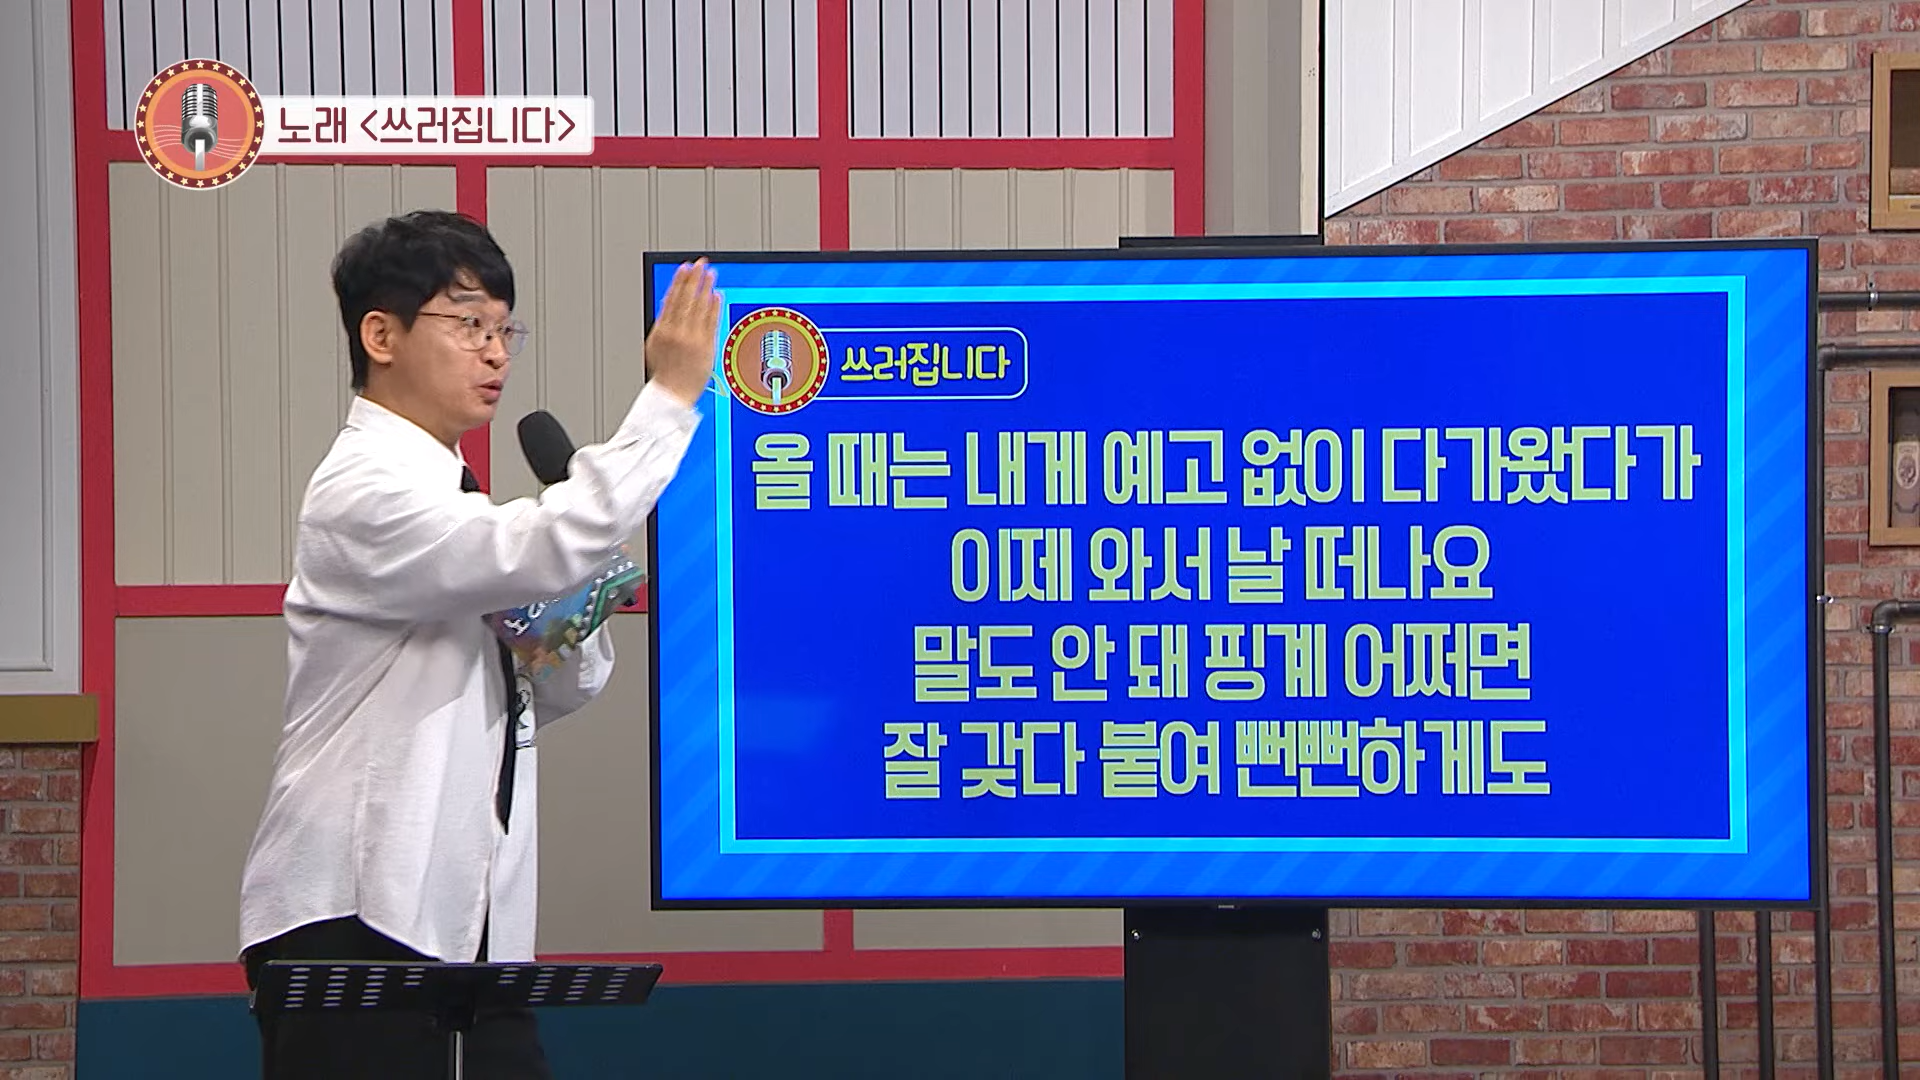 노래 <쓰러집니다>
쓰러집니다
올 때는 내게 예고 없이 다가왔다가
이제 와서 날 떠나요
말도 안 돼 핑계 어쩌면
잘 갖다 붙여 뻔뻔하게도